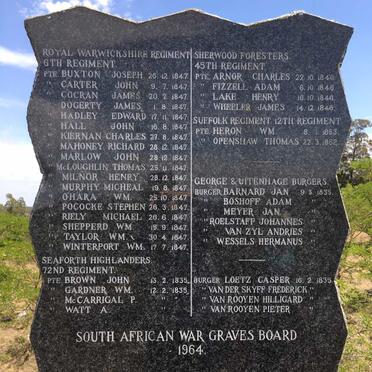 ROYAL WARWICKSHIRE REGIMENT
6TH REGIMENT.
PTE BUXTON JOSEPH 26.12.1847.
" CARTER JOHN 9.7.1847.
" COCRAN JAMES 20.7.1847.
" DOGERTY JAMES 1.8.1847.
" HADLEY EDWARD 17.11.1847.
" HALL JOHN 16.8.1847.
" KIERNAN CHARLES 27.8.1847.
" MAHONEY RICHARD 28.12.1847.
" MARLOW JOHN 28.12.1847.
" McLOUGHLIN THOMAS 25.11.1847.
" MILNOR HENRY 28.12.1847.
" MURPHY MICHEAL 19.8.1847.
" OHARA WM. 25.10.1847.
" POCOCKE STEPHEN 26.3.1847.
" RIELY MICHAEL 20.6.1847.
" SHEPPERD WM 15.9.1847.
" TAYLOR WM. 30.4.1847.
" WINTERPORT WM. 17.7.1847.
SEAFORTH HIGHLANDERS.
72ND REGIMENT.
PTE BROWN JOHN 13.2.1835.
" GARDNER WM. 12.2.1835.
" McCARRIGAL P. "
" WATT A. "
SHERWOOD FORESTERS.
45TH REGIMENT.
PTE ARNOR CHARLES 22.10.1846.
" FIZZELL ADAM 6.10.1846.
" LAKE HENRY 16.10.1846.
" WHEELER JAMES 14.12.1846.
SUFFOLK REGIMENT 12TH REGIMENT
PTE HERON WM 8.1.1853.
" OPENSHAW THOMAS 22.3.1852.
GEORGE & UITENHAGE BURGERS.
BURGER BARNARD JAN 9.3.1835.
" BOSHOFF ADAM "
" MEYER JAN "
" ROELSTAFF JOHANNES "
" VAN ZYL ANDRIES "
" WESSELS HERMANUS "
BURGER LOETZ CASPER 16.2.1835.
" VAN DER SKYFF FREDERICK "
" VAN ROOYEN HILLIGARD "
" VAN ROOYEN PIETER "
SOUTH AFRICAN WAR GRAVES BOARD
1964.